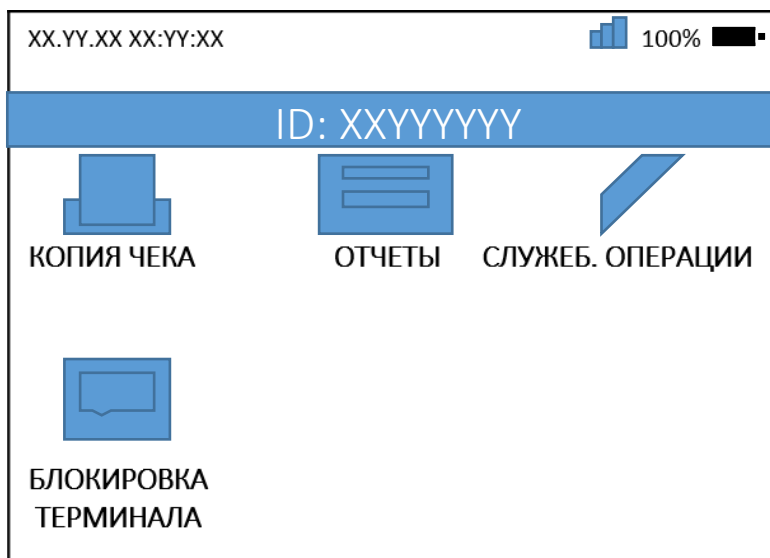 XX.YY.XX XX:YY:XX 100%
ID: XXYYYYYY
КОПИЯ ЧЕКА ОТЧЕТЫ СЛУЖЕБ. ОПЕРАЦИИ
БЛОКИРОВКА
ТЕРМИНАЛА